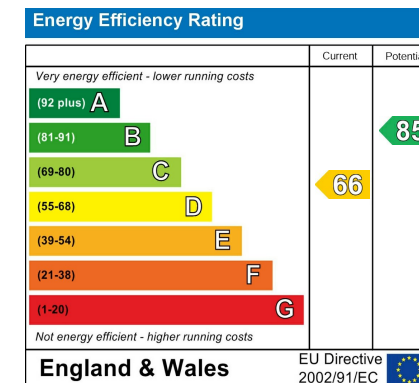 Energy Efficiency Rating
Current Potenti
Very energy efficient - lower running costs
(92 plus) A
(81-91) B
85
(69-80) C
66
(55-68) D
(39-54) E
(21-38) F
(1-20) G
Not energy efficient - higher running costs
England & Wales
EU Directive
2002/91/EC